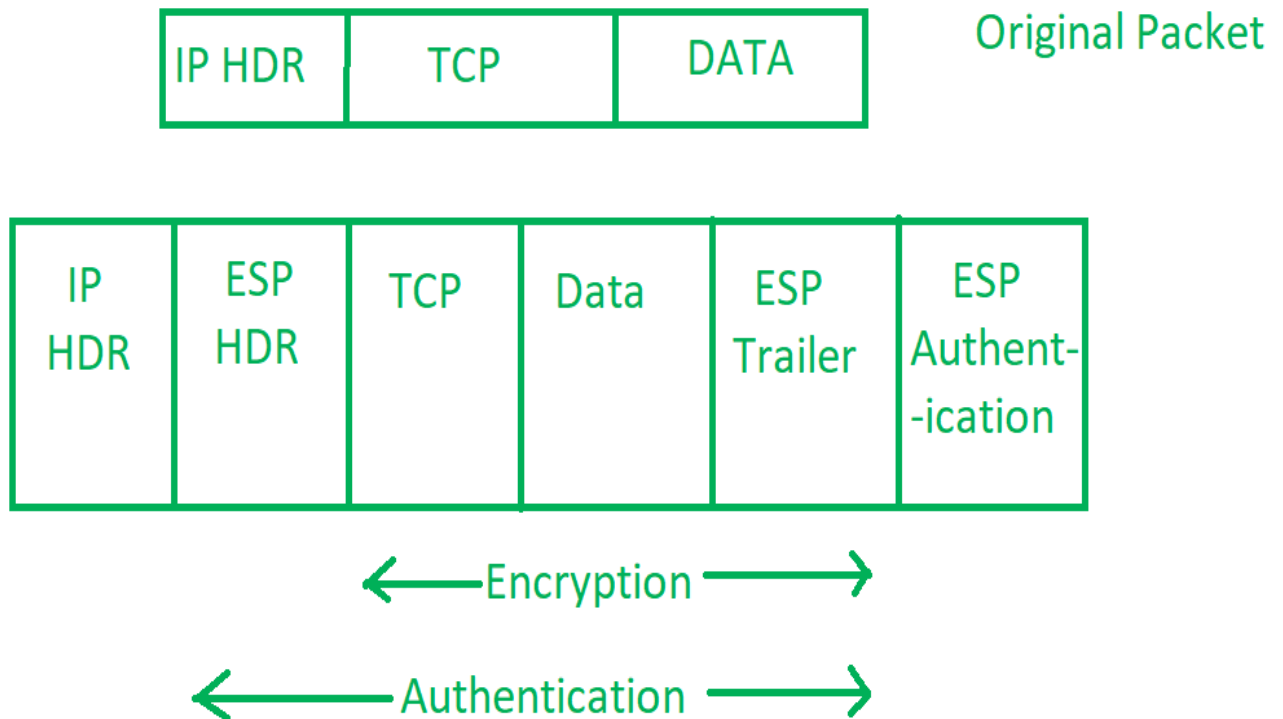 Original Packet
IP HDR
TCP
DATA
IP
HDR
ESP
HDR
TCP
Data
ESP
Trailer
ESP
Authent-
-ication
Encryption
Authentication